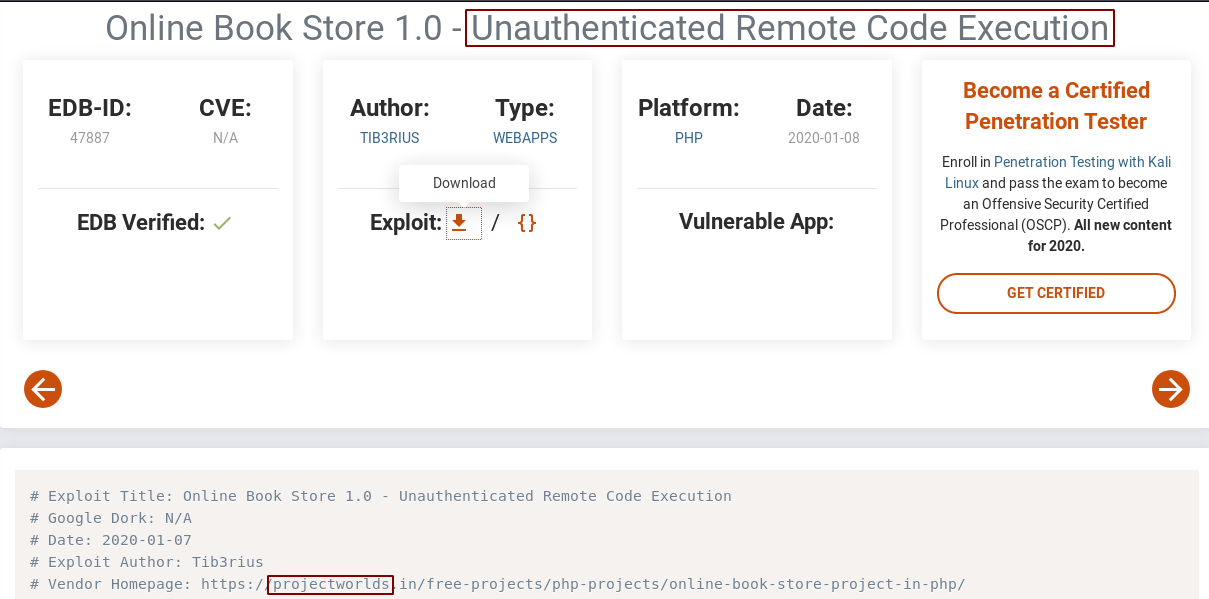 Online Book Store 1.0 - Unauthenticated Remote Code Execution
EDB-ID:
47887
CVE:
N/A
EDB Verified:
Author:
TIB3RIUS
Type:
WEBAPPS
Download
Exploit: / {}
Platform:
PHP
Date:
2020-01-08
Vulnerable App:
Become a Certified
Penetration Tester
Enroll in Penetration Testing with Kali
Linux and pass the exam to become
an Offensive Security Certified
Professional (OSCP). All new content
for 2020.
GET CERTIFIED
# Exploit Title: Online Book Store 1.0 - Unauthenticated Remote Code Execution
# Google Dork: N/A
# Date: 2020-01-07
# Exploit Author: Tib3rius
# Vendor Homepage: https://projectworlds.in/free-projects/php-projects/online-book-store-project-in-php/